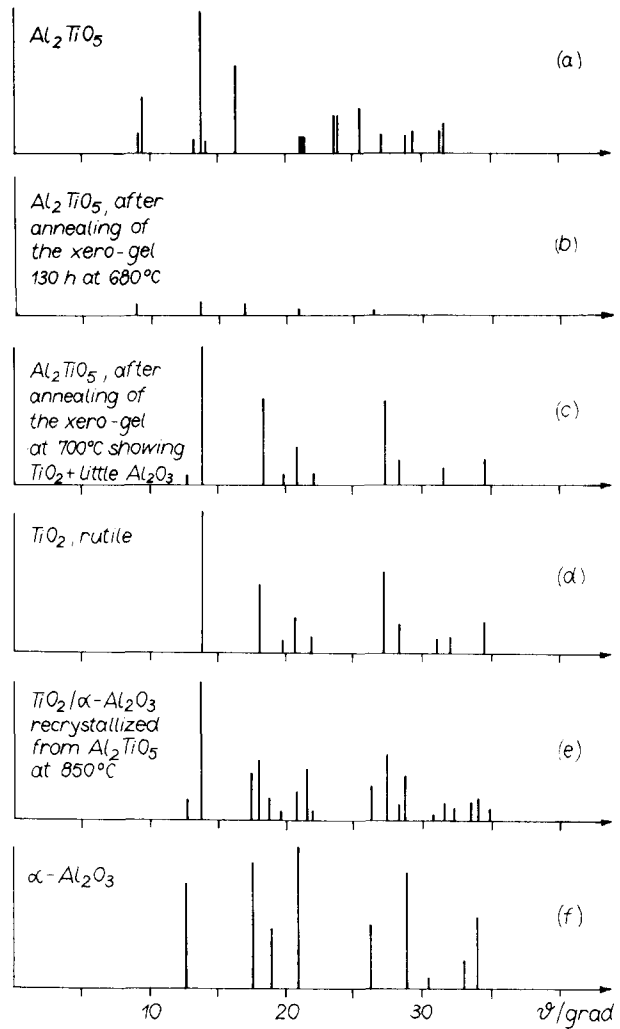 Al₂TiO₅
(a)
Al₂TiO₅, after
annealing of
the xero-gel
130 h at 680°C
(b)
Al₂TiO₅, after
annealing of
the xero-gel
at 700°C showing
TiO₂ + little Al₂O₃
(c)
TiO₂, rutile
(d)
TiO₂/α-Al₂O₃
recrystallized
from Al₂TiO₅
at 850°C
(e)
α-Al₂O₃
(f)
10 20 30 ϑ/grad